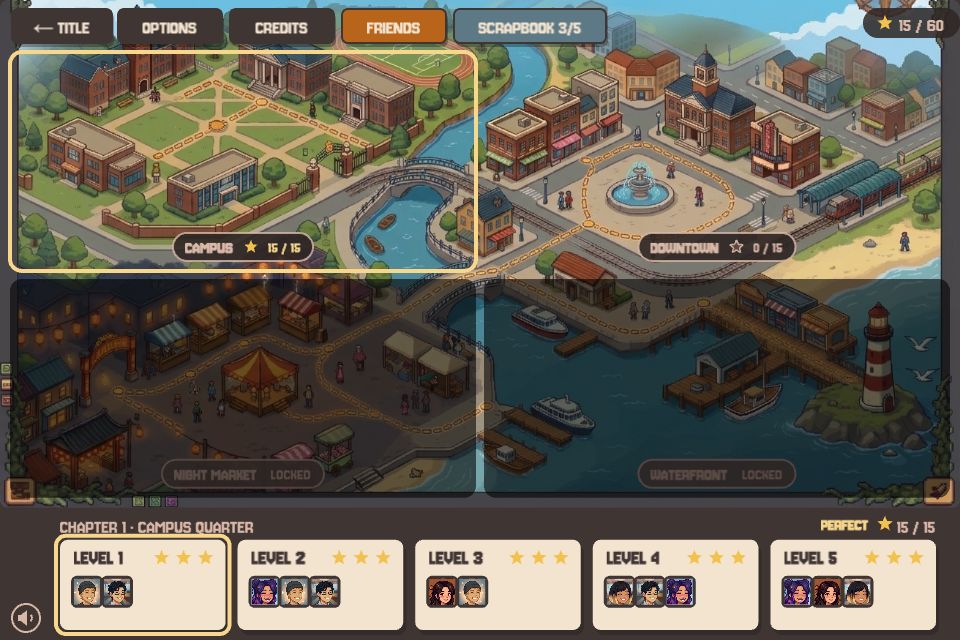 ← TITLE
OPTIONS
CREDITS
FRIENDS
SCRAPBOOK 3/5
15 / 60
CAMPUS 15 / 15
DOWNTOWN 0 / 15
NIGHT MARKET LOCKED
WATERFRONT LOCKED
CHAPTER 1 · CAMPUS QUARTER
PERFECT 15 / 15
LEVEL 1
LEVEL 2
LEVEL 3
LEVEL 4
LEVEL 5